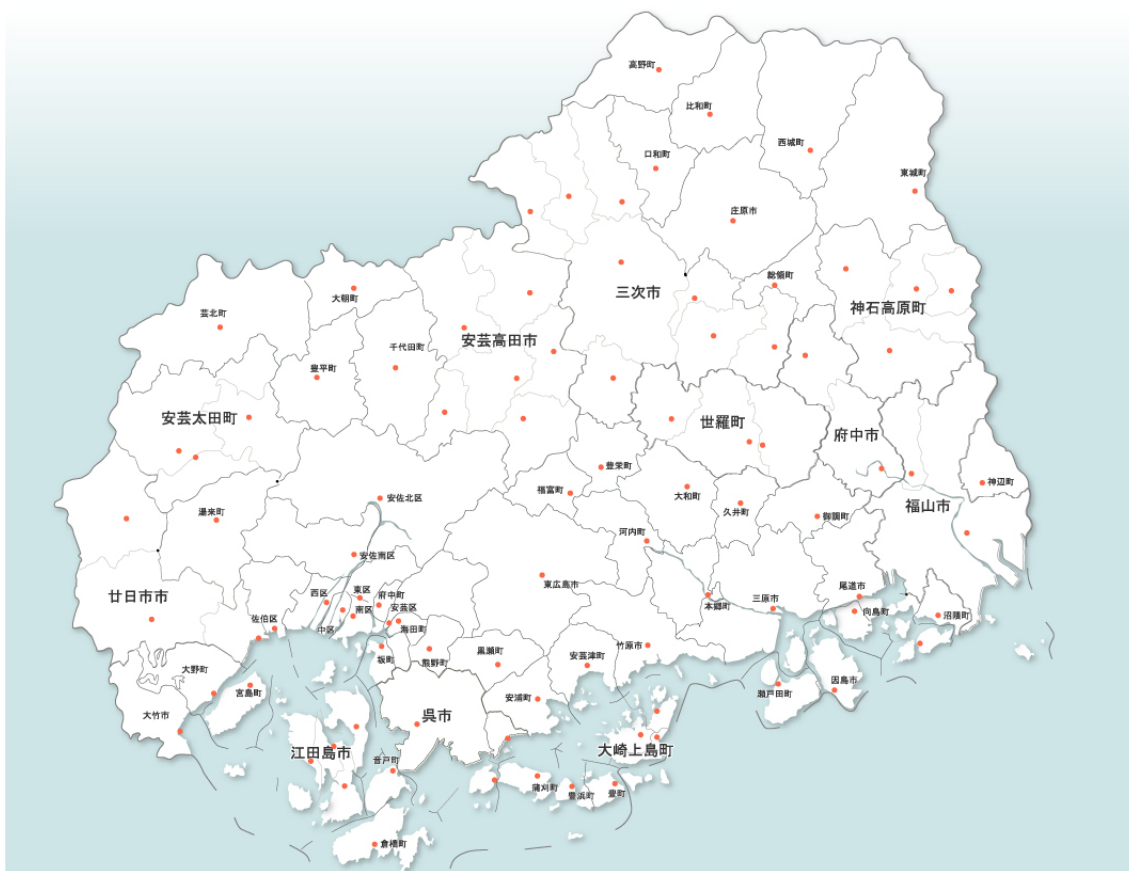 高野町
比和町
西城町
口和町
東城町
庄原市
総領町
三次市
神石高原町
大朝町
芸北町
安芸高田市
千代田町
豊平町
安芸太田町
世羅町
府中市
豊栄町
神辺町
福富町
大和町
安佐北区
久井町
福山市
湯来町
御調町
河内町
安佐南区
東広島市
尾道市
西区
東区
府中町
廿日市市
本郷町
三原市
安芸区
南区
向島町
沼隈町
佐伯区
中区
海田町
竹原市
黒瀬町
安芸津町
坂町
熊野町
大野町
瀬戸田町
因島市
宮島町
安浦町
大竹市
呉市
江田島市
大崎上島町
音戸町
蒲刈町
豊浜町
豊町
倉橋町